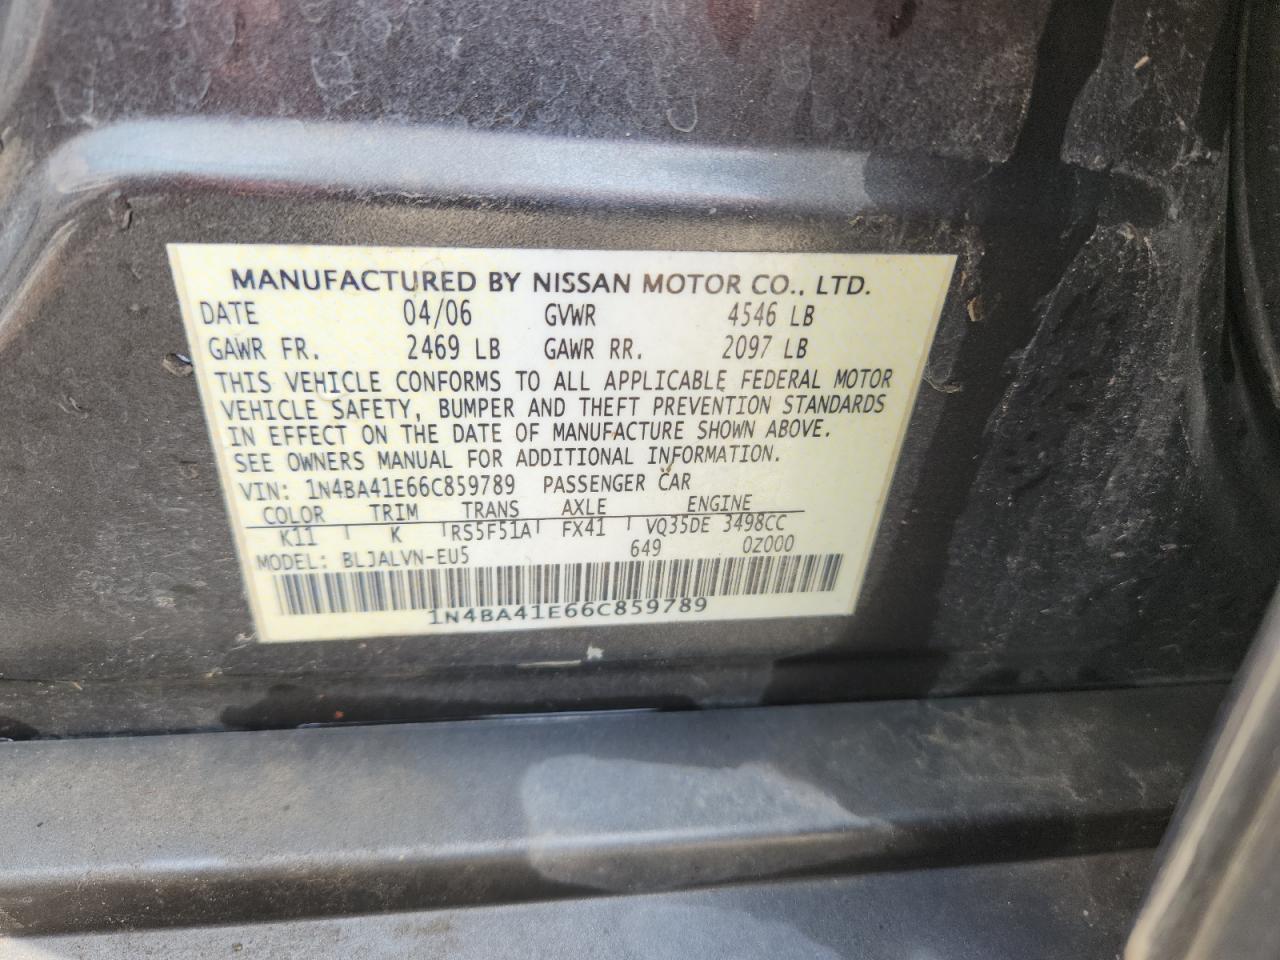 MANUFACTURED BY NISSAN MOTOR CO., LTD.
DATE 04/06 GVWR 4546 LB
GAWR FR. 2469 LB GAWR RR. 2097 LB
THIS VEHICLE CONFORMS TO ALL APPLICABLE FEDERAL MOTOR
VEHICLE SAFETY, BUMPER AND THEFT PREVENTION STANDARDS
IN EFFECT ON THE DATE OF MANUFACTURE SHOWN ABOVE.
SEE OWNERS MANUAL FOR ADDITIONAL INFORMATION.
VIN: 1N4BA41E66C859789 PASSENGER CAR
COLOR TRIM TRANS AXLE ENGINE
K11 K RS5F51A FX41 VQ35DE 3498CC
MODEL: BLJALVN-EU5 649 0Z000
1N4BA41E66C859789